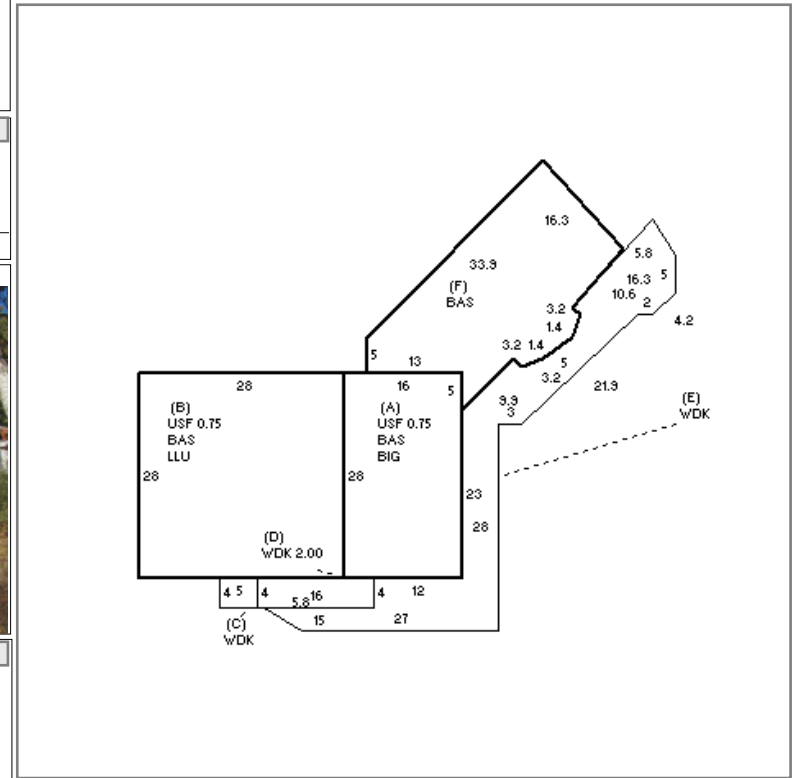 16.3
5.8
33.9
16.3
5
(F)
BAS
10.6
2
3.2
4.2
1.4
3.2
1.4
5
13
5
3.2
28
16
5
21.9
9.9
3
(B)
USF 0.75
BAS
LLU
(A)
USF 0.75
BAS
BIG
(E)
WDK
28
28
23
28
(D)
WDK 2.00
4
5
4
5.8
16
4
12
(C)
WDK
15
27